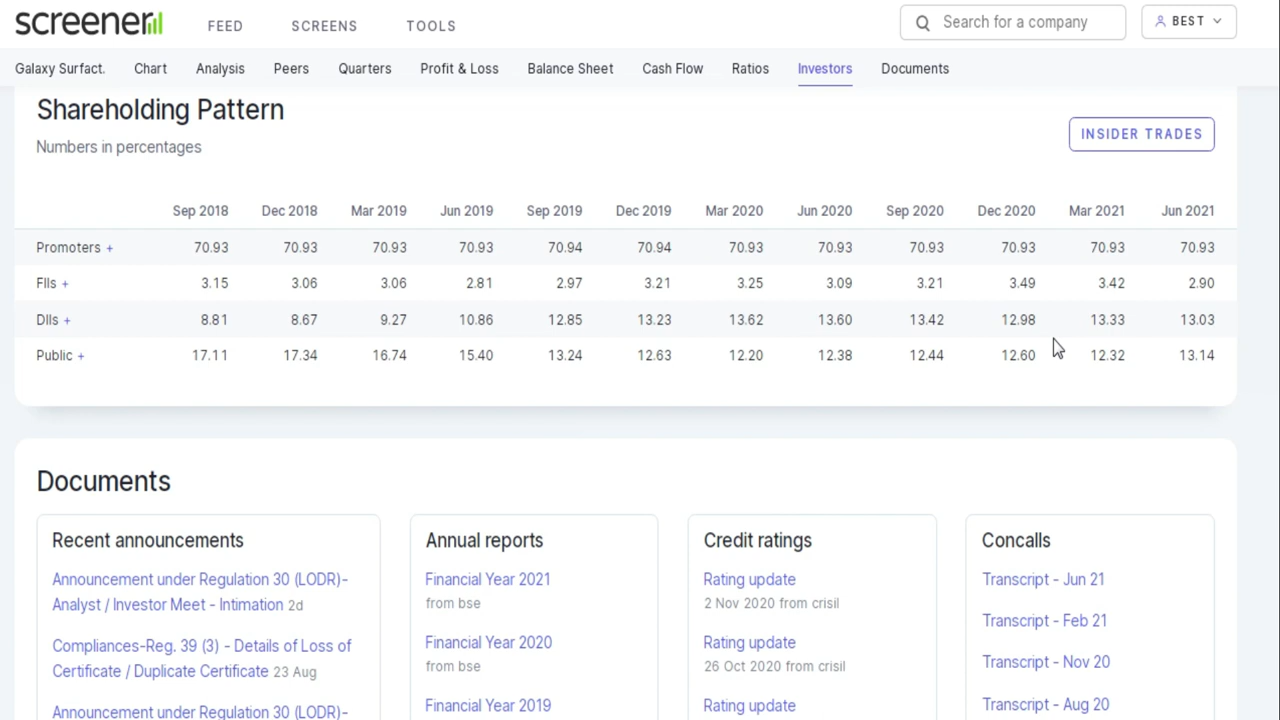 screener
FEED SCREENS TOOLS
Search for a company
BEST
Galaxy Surfact. Chart Analysis Peers Quarters Profit & Loss Balance Sheet Cash Flow Ratios Investors Documents
Shareholding Pattern
Numbers in percentages
INSIDER TRADES
Sep 2018 Dec 2018 Mar 2019 Jun 2019 Sep 2019 Dec 2019 Mar 2020 Jun 2020 Sep 2020 Dec 2020 Mar 2021 Jun 2021
Promoters + 70.93 70.93 70.93 70.93 70.94 70.94 70.93 70.93 70.93 70.93 70.93 70.93
FIIs + 3.15 3.06 3.06 2.81 2.97 3.21 3.25 3.09 3.21 3.49 3.42 2.90
DIIs + 8.81 8.67 9.27 10.86 12.85 13.23 13.62 13.60 13.42 12.98 13.33 13.03
Public + 17.11 17.34 16.74 15.40 13.24 12.63 12.20 12.38 12.44 12.60 12.32 13.14
Documents
Recent announcements
Announcement under Regulation 30 (LODR)-
Analyst / Investor Meet - Intimation 2d
Compliances-Reg. 39 (3) - Details of Loss of
Certificate / Duplicate Certificate 23 Aug
Announcement under Regulation 30 (LODR)-
Annual reports
Financial Year 2021
from bse
Financial Year 2020
from bse
Financial Year 2019
Credit ratings
Rating update
2 Nov 2020 from crisil
Rating update
26 Oct 2020 from crisil
Rating update
Concalls
Transcript - Jun 21
Transcript - Feb 21
Transcript - Nov 20
Transcript - Aug 20